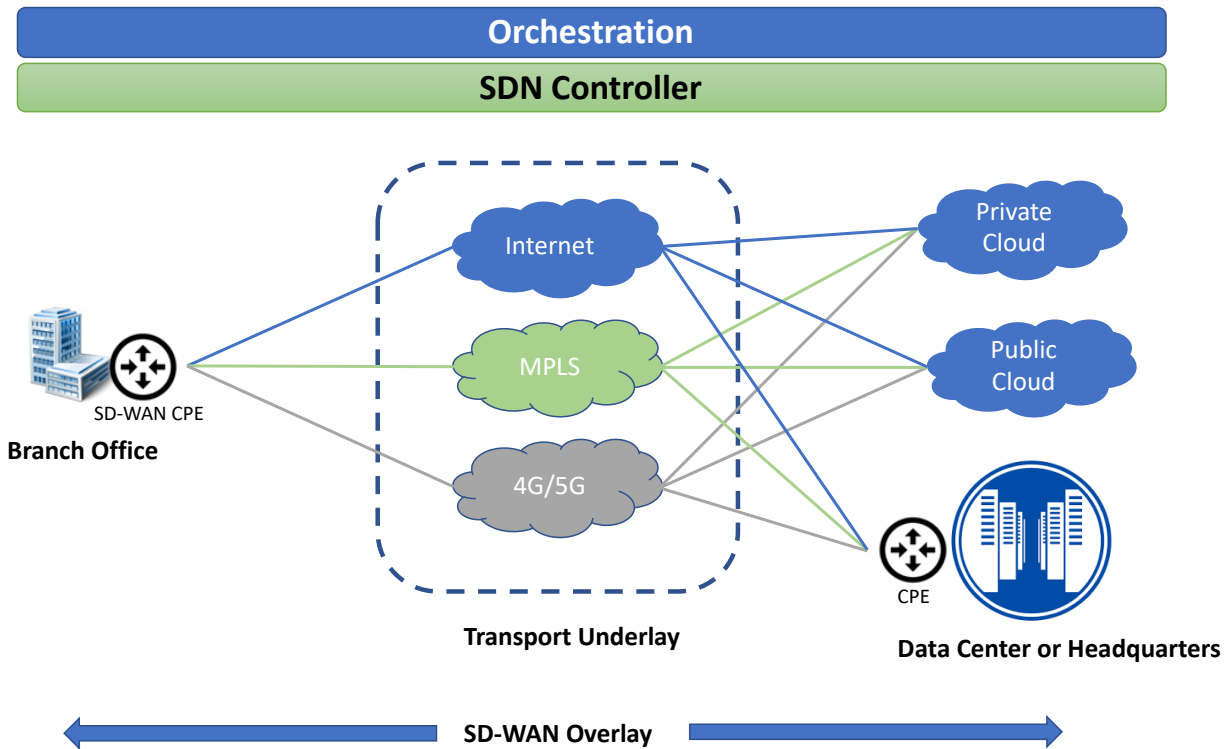 Orchestration
SDN Controller
Internet
MPLS
4G/5G
Private
Cloud
Public
Cloud
SD-WAN CPE
Branch Office
CPE
Transport Underlay
Data Center or Headquarters
SD-WAN Overlay